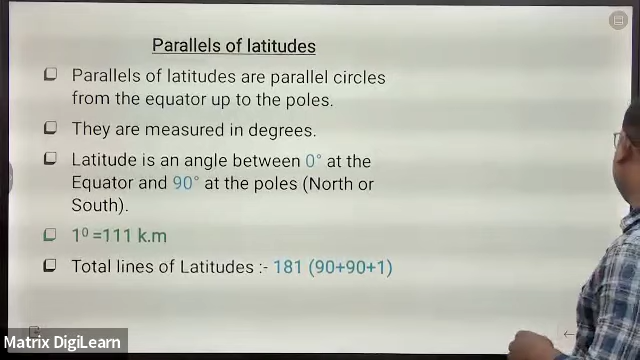 Parallels of latitudes
Parallels of latitudes are parallel circles
from the equator up to the poles.
They are measured in degrees.
Latitude is an angle between 0° at the
Equator and 90° at the poles (North or
South).
1⁰ =111 k.m
Total lines of Latitudes :- 181 (90+90+1)
Matrix DigiLearn